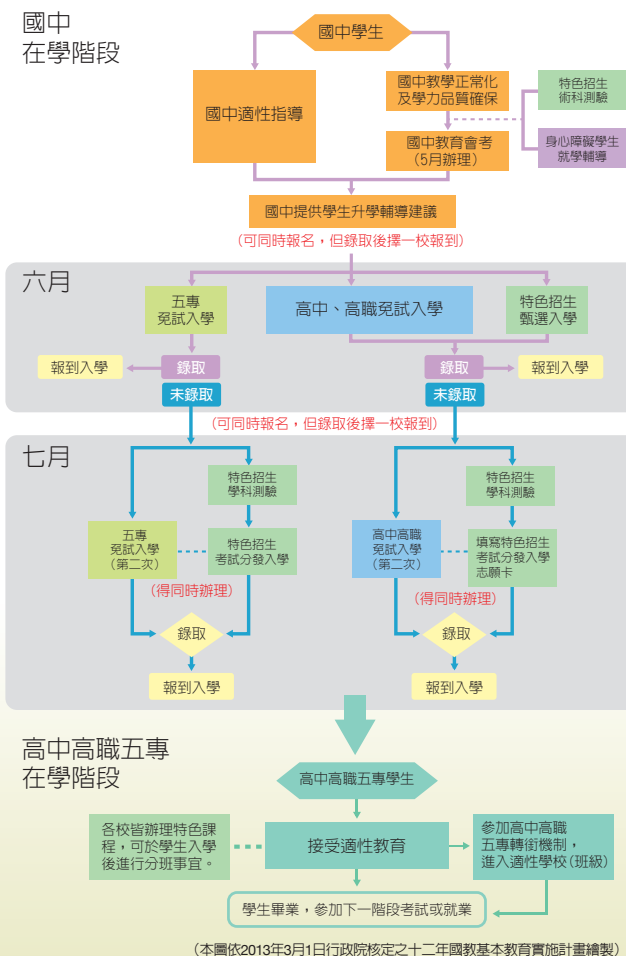 國中
在學階段
國中學生
國中適性指導
國中教學正常化
及學力品質確保
特色招生
術科測驗
國中教育會考
(5月辦理)
身心障礙學生
就學輔導
國中提供學生升學輔導建議
(可同時報名，但錄取後擇一校報到)
六月
五專
免試入學
高中、高職免試入學
特色招生
甄選入學
報到入學
錄取
錄取
報到入學
未錄取
未錄取
(可同時報名，但錄取後擇一校報到)
七月
特色招生
學科測驗
特色招生
學科測驗
五專
免試入學
(第二次)
特色招生
考試分發入學
高中高職
免試入學
(第二次)
填寫特色招生
考試分發入學
志願卡
(得同時辦理)
(得同時辦理)
錄取
錄取
報到入學
報到入學
高中高職五專
在學階段
高中高職五專學生
各校皆辦理特色課
程，可於學生入學
後進行分班事宜。
接受適性教育
參加高中高職
五專轉銜機制，
進入適性學校(班級)
學生畢業，參加下一階段考試或就業
(本圖依2013年3月1日行政院核定之十二年國教基本教育實施計畫繪製)